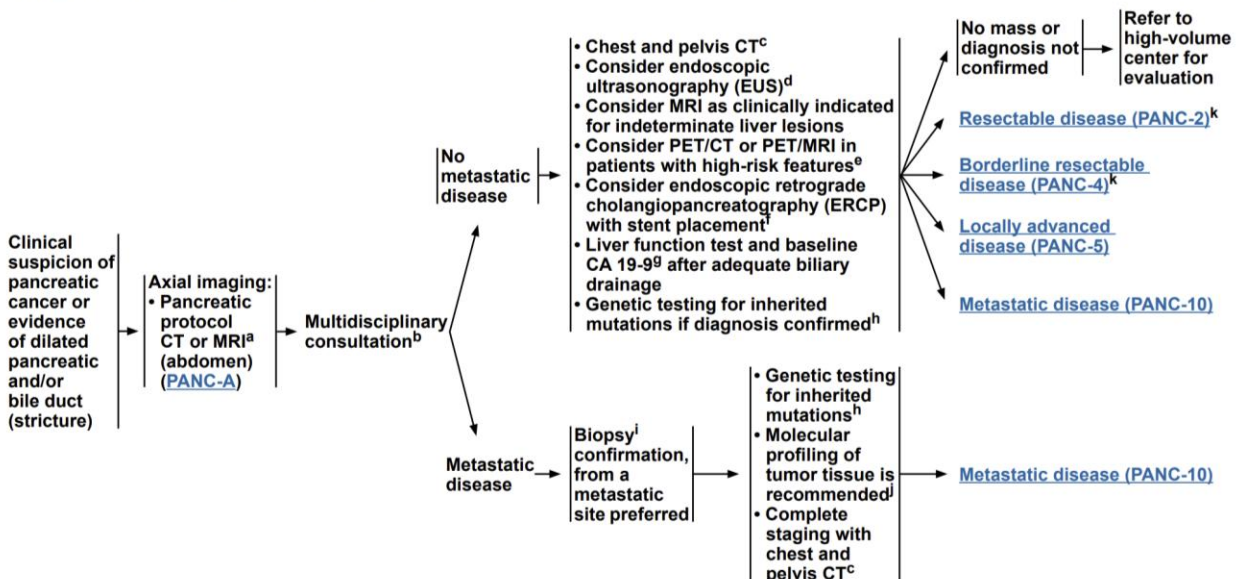 Clinical
suspicion of
pancreatic
cancer or
evidence
of dilated
pancreatic
and/or
bile duct
(stricture)
Axial imaging:
• Pancreatic
protocol
CT or MRIa
(abdomen)
(PANC-A)
Multidisciplinary
consultationb
No
metastatic
disease
• Chest and pelvis CTc
• Consider endoscopic
ultrasonography (EUS)d
• Consider MRI as clinically indicated
for indeterminate liver lesions
• Consider PET/CT or PET/MRI in
patients with high-risk featurese
• Consider endoscopic retrograde
cholangiopancreatography (ERCP)
with stent placementf
• Liver function test and baseline
CA 19-9g after adequate biliary
drainage
• Genetic testing for inherited
mutations if diagnosis confirmedh
No mass or
diagnosis not
confirmed
Refer to
high-volume
center for
evaluation
Resectable disease (PANC-2)k
Borderline resectable
disease (PANC-4)k
Locally advanced
disease (PANC-5)
Metastatic disease (PANC-10)
Metastatic
disease
Biopsyi
confirmation,
from a
metastatic
site preferred
• Genetic testing
for inherited
mutationsh
• Molecular
profiling of
tumor tissue is
recommendedj
• Complete
staging with
chest and
pelvis CTc
Metastatic disease (PANC-10)